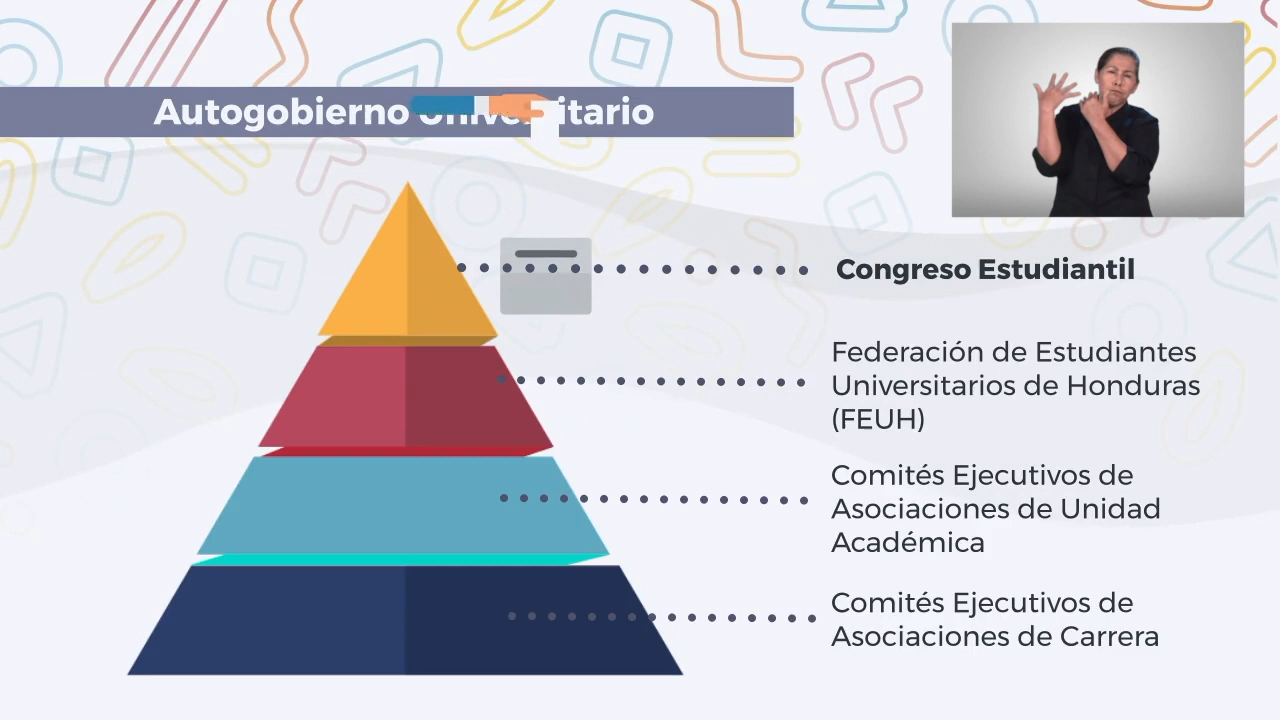 Autogobierno Universitario
Congreso Estudiantil
Federación de Estudiantes
Universitarios de Honduras
(FEUH)
Comités Ejecutivos de
Asociaciones de Unidad
Académica
Comités Ejecutivos de
Asociaciones de Carrera